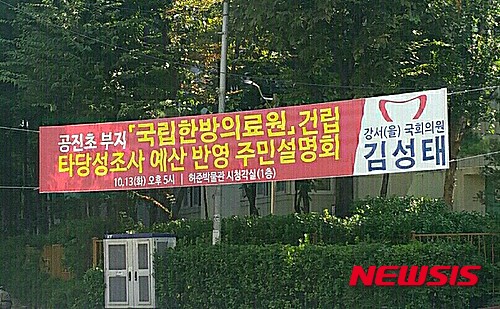 공진초 부지 「국립한방의료원」 건립
타당성조사 예산 반영 주민설명회
10.13(화) 오후 5시 | 허준박물관 시청각실(1층)
강서(을) 국회의원
김성태
NEWSIS